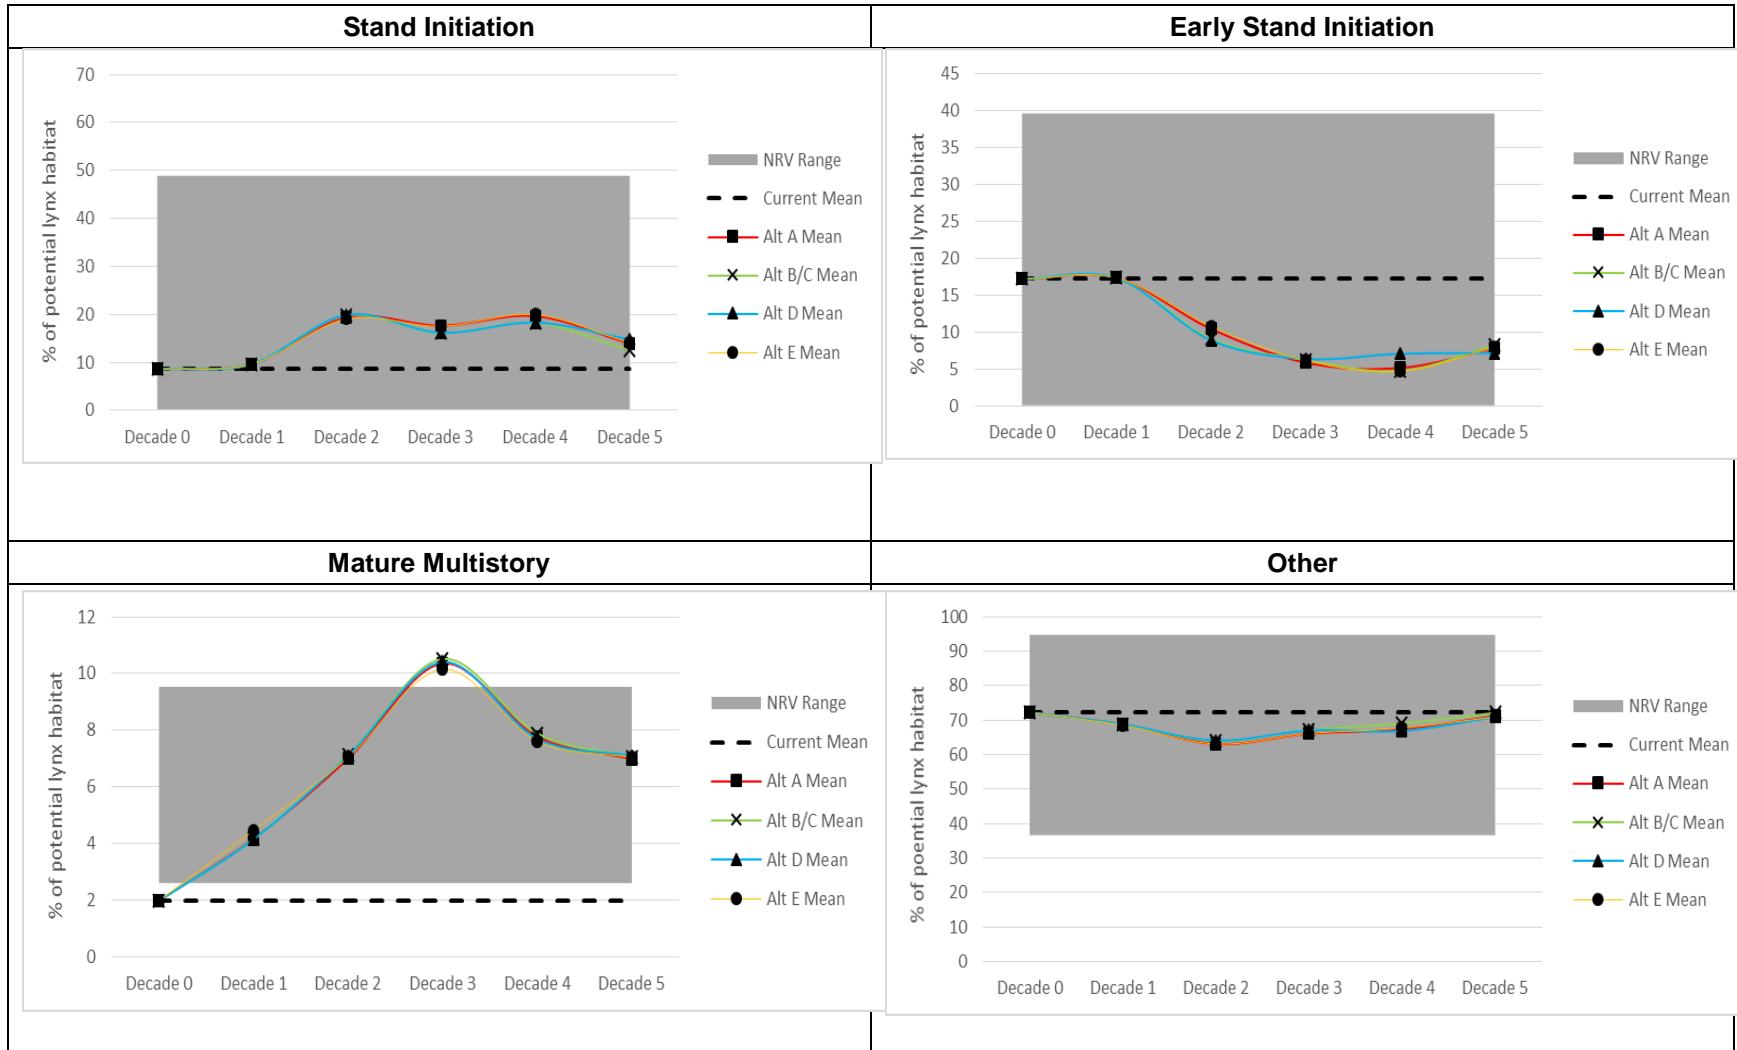 Stand Initiation
% of potential lynx habitat
70
60
50
40
30
20
10
0
Decade 0 Decade 1 Decade 2 Decade 3 Decade 4 Decade 5
NRV Range
Current Mean
Alt A Mean
Alt B/C Mean
Alt D Mean
Alt E Mean
Early Stand Initiation
% of potential lynx habitat
45
40
35
30
25
20
15
10
5
0
Decade 0 Decade 1 Decade 2 Decade 3 Decade 4 Decade 5
NRV Range
Current Mean
Alt A Mean
Alt B/C Mean
Alt D Mean
Alt E Mean
Mature Multistory
% of potential lynx habitat
12
10
8
6
4
2
0
Decade 0 Decade 1 Decade 2 Decade 3 Decade 4 Decade 5
NRV Range
Current Mean
Alt A Mean
Alt B/C Mean
Alt D Mean
Alt E Mean
Other
% of poential lynx habitat
100
90
80
70
60
50
40
30
20
10
0
Decade 0 Decade 1 Decade 2 Decade 3 Decade 4 Decade 5
NRV Range
Current Mean
Alt A Mean
Alt B/C Mean
Alt D Mean
Alt E Mean